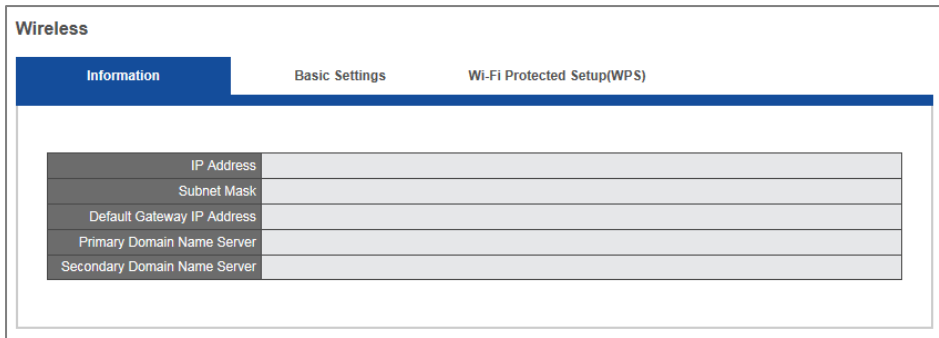 Wireless
Information Basic Settings Wi-Fi Protected Setup(WPS)
IP Address
Subnet Mask
Default Gateway IP Address
Primary Domain Name Server
Secondary Domain Name Server